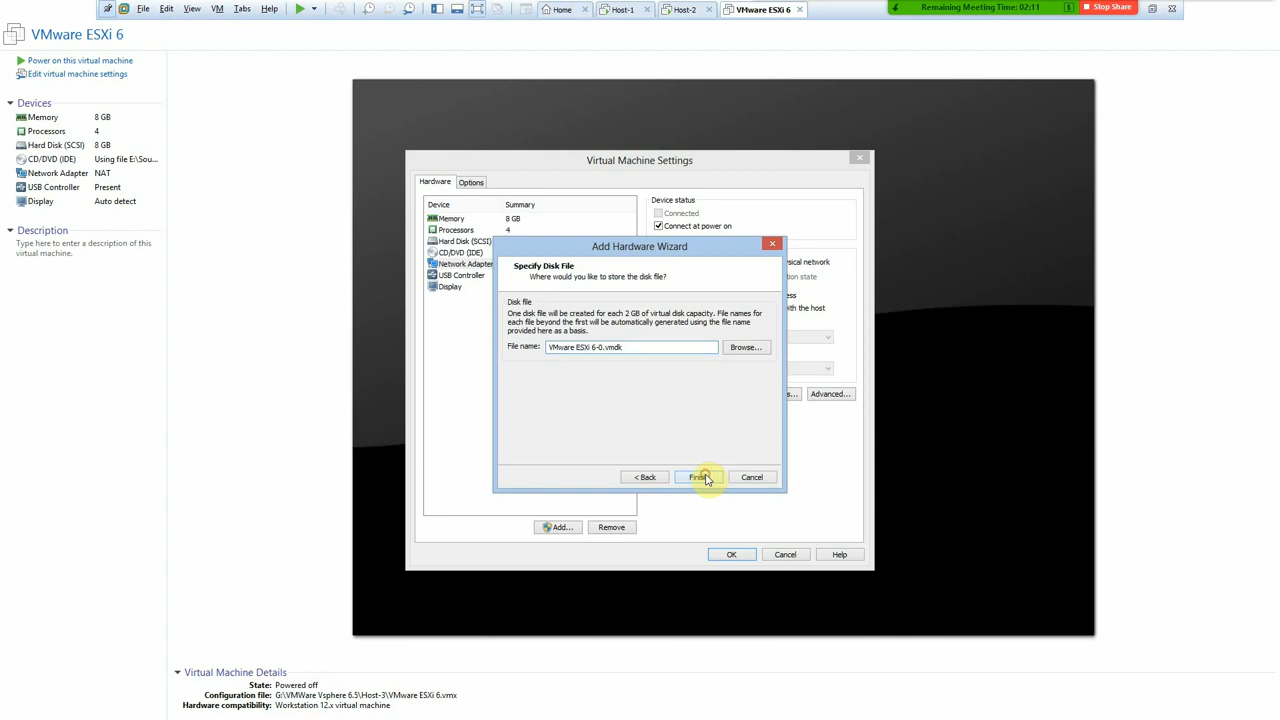 File Edit View VM Tabs Help
Home
Host-1
Host-2
VMware ESXi 6
Remaining Meeting Time: 02:11
Stop Share
VMware ESXi 6
Power on this virtual machine
Edit virtual machine settings
Devices
Memory 8 GB
Processors 4
Hard Disk (SCSI) 8 GB
CD/DVD (IDE) Using file E:\Sou...
Network Adapter NAT
USB Controller Present
Display Auto detect
Description
Type here to enter a description of this
virtual machine.
Virtual Machine Settings
Hardware Options
Device Summary
Memory 8 GB
Processors 4
Hard Disk (SCSI)
CD/DVD (IDE)
Network Adapter
USB Controller
Display
Device status
Connected
Connect at power on
physical network
Advanced...
Add... Remove
OK Cancel Help
Add Hardware Wizard
Specify Disk File
Where would you like to store the disk file?
Disk file
One disk file will be created for each 2 GB of virtual disk capacity. File names for
each file beyond the first will be automatically generated using the file name
provided here as a basis.
File name: VMware ESXi 6-0.vmdk Browse...
< Back Finish Cancel
with the host
Virtual Machine Details
State: Powered off
Configuration file: G:\VMWare Vsphere 6.5\Host-3\VMware ESXi 6.vmx
Hardware compatibility: Workstation 12.x virtual machine